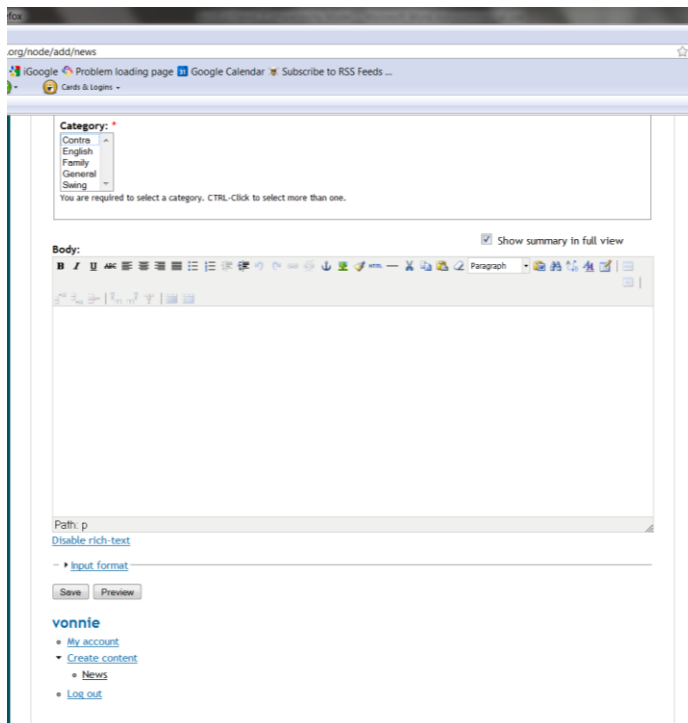 efox
.org/node/add/news
iGoogle Problem loading page Google Calendar Subscribe to RSS Feeds ...
Cards & Logins
Category: *
Contra
English
Family
General
Swing
You are required to select a category. CTRL-Click to select more than one.
Show summary in full view
Body:
B I U ABC HTML Paragraph
Path: p
Disable rich-text
Input format
Save Preview
vonnie
My account
Create content
News
Log out